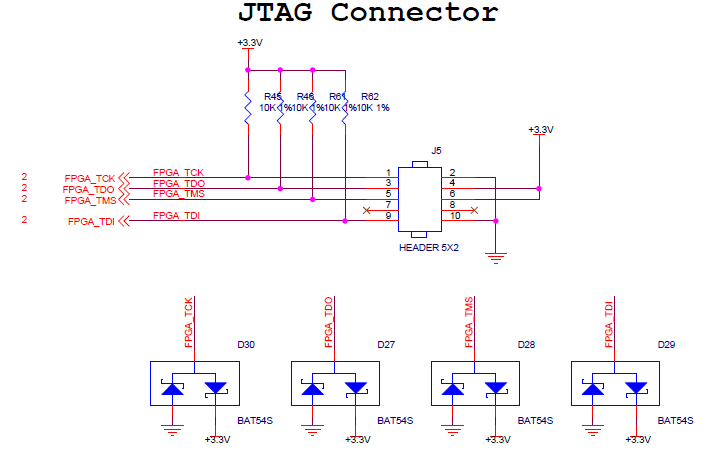 JTAG Connector
+3.3V
R45 R46 R61 R62
10K 1% 10K 1% 10K 1% 10K 1%
+3.3V
J5
2 FPGA_TCK FPGA_TCK 1 2
2 FPGA_TDO FPGA_TDO 3 4
2 FPGA_TMS FPGA_TMS 5 6
7 8
2 FPGA_TDI FPGA_TDI 9 10
HEADER 5X2
FPGA_TCK FPGA_TDO FPGA_TMS FPGA_TDI
D30 D27 D28 D29
BAT54S BAT54S BAT54S BAT54S
+3.3V +3.3V +3.3V +3.3V